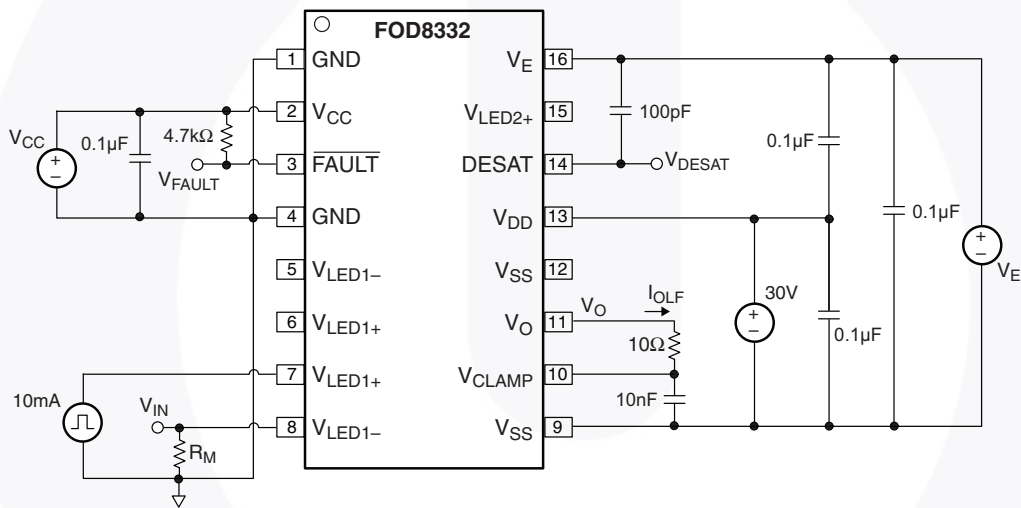 FOD8332
1 GND
2 VCC
3 FAULT
4 GND
5 VLED1–
6 VLED1+
7 VLED1+
8 VLED1–
VE 16
VLED2+ 15
DESAT 14
VDD 13
VSS 12
VO 11
VCLAMP 10
VSS 9
VCC
+
–
0.1µF
4.7kΩ
VFAULT
10mA
VIN
RM
100pF
VDESAT
0.1µF
0.1µF
0.1µF
30V
+
–
+
–
VE
VO
IOLF
10Ω
10nF